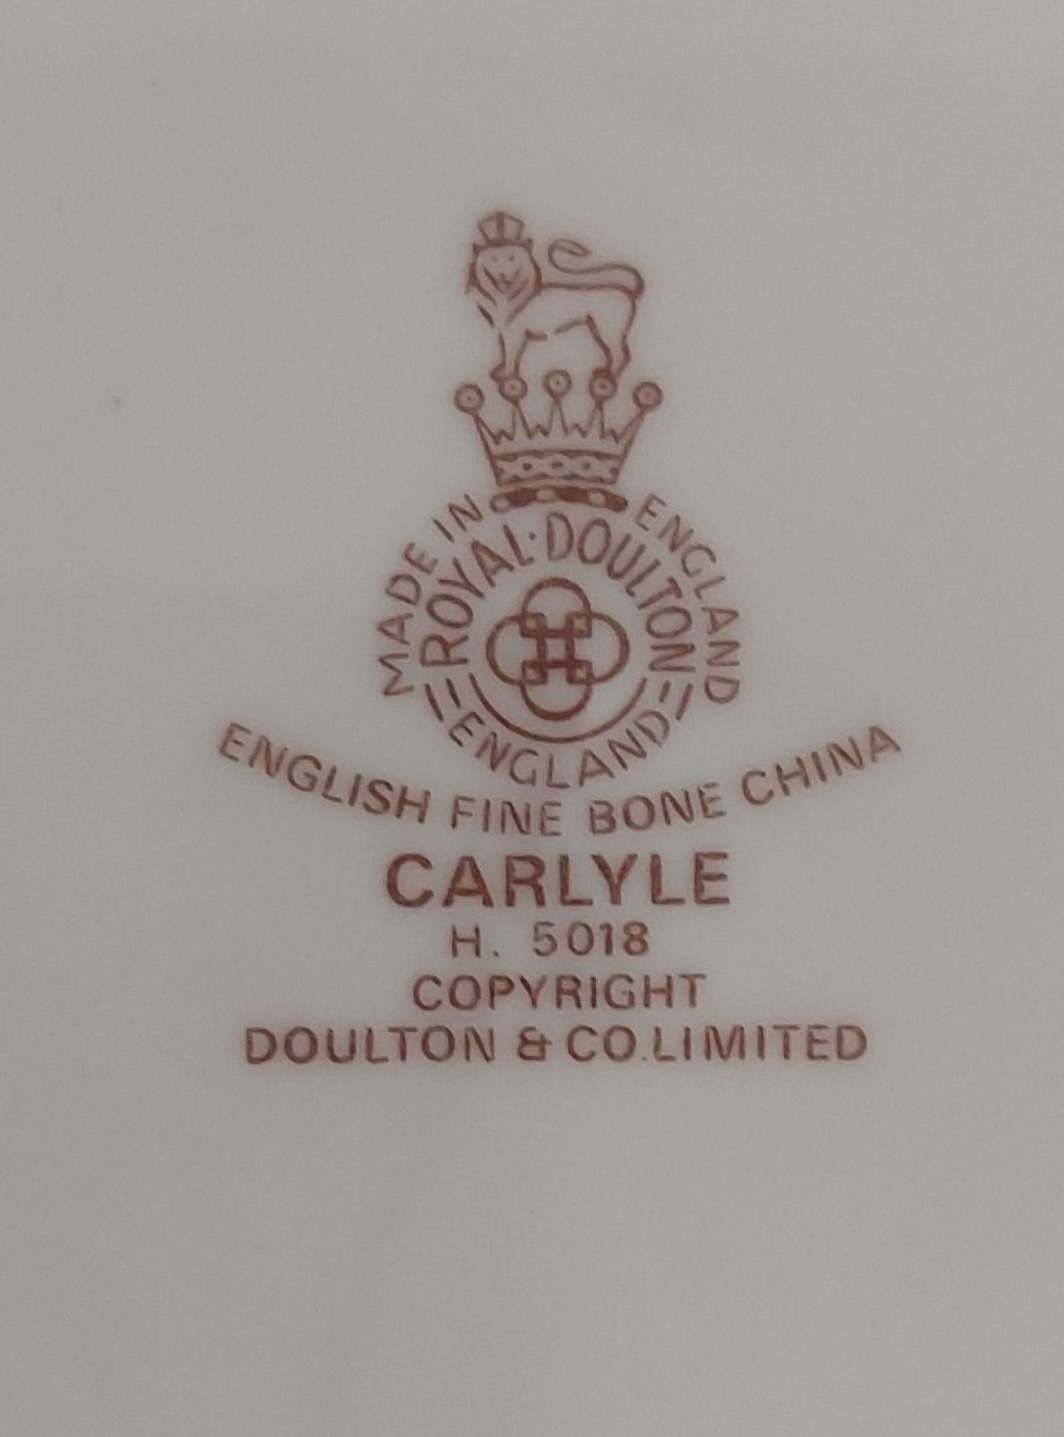 MADE IN ENGLAND
ROYAL·DOULTON
ENGLAND
ENGLISH FINE BONE CHINA
CARLYLE
H. 5018
COPYRIGHT
DOULTON & CO.LIMITED